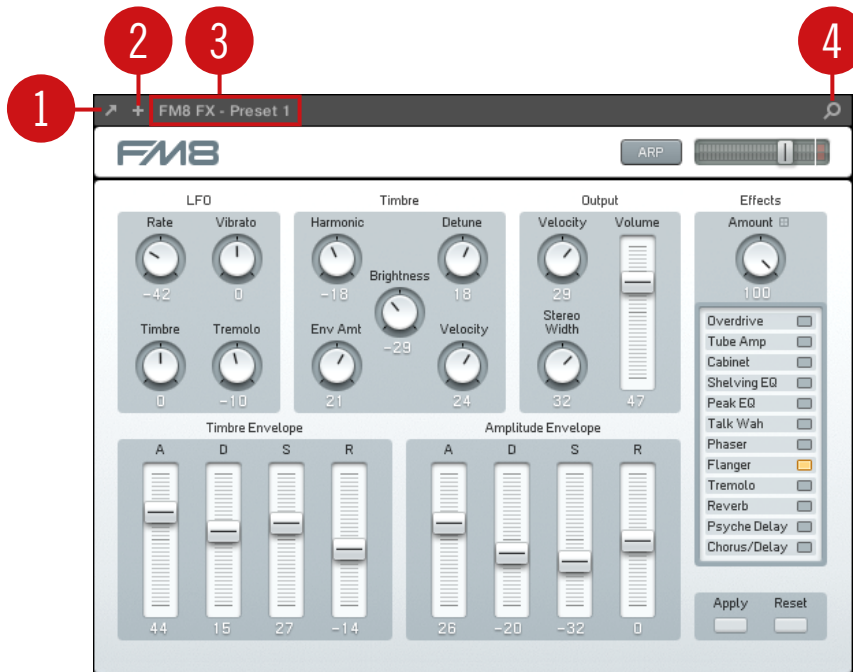 2 3 4
1
+ FM8 FX - Preset 1
FM8 ARP
LFO Timbre Output Effects
Rate Vibrato Harmonic Detune Velocity Volume Amount
Brightness
-42 0 -18 18 29 100
Timbre Tremolo Env Amt Velocity Stereo Width
-29
0 -10 21 24 32 47
Overdrive
Tube Amp
Cabinet
Shelving EQ
Peak EQ
Talk Wah
Phaser
Flanger
Tremolo
Reverb
Psyche Delay
Chorus/Delay
Timbre Envelope Amplitude Envelope
A D S R A D S R
44 15 27 -14 26 -20 -32 0
Apply Reset